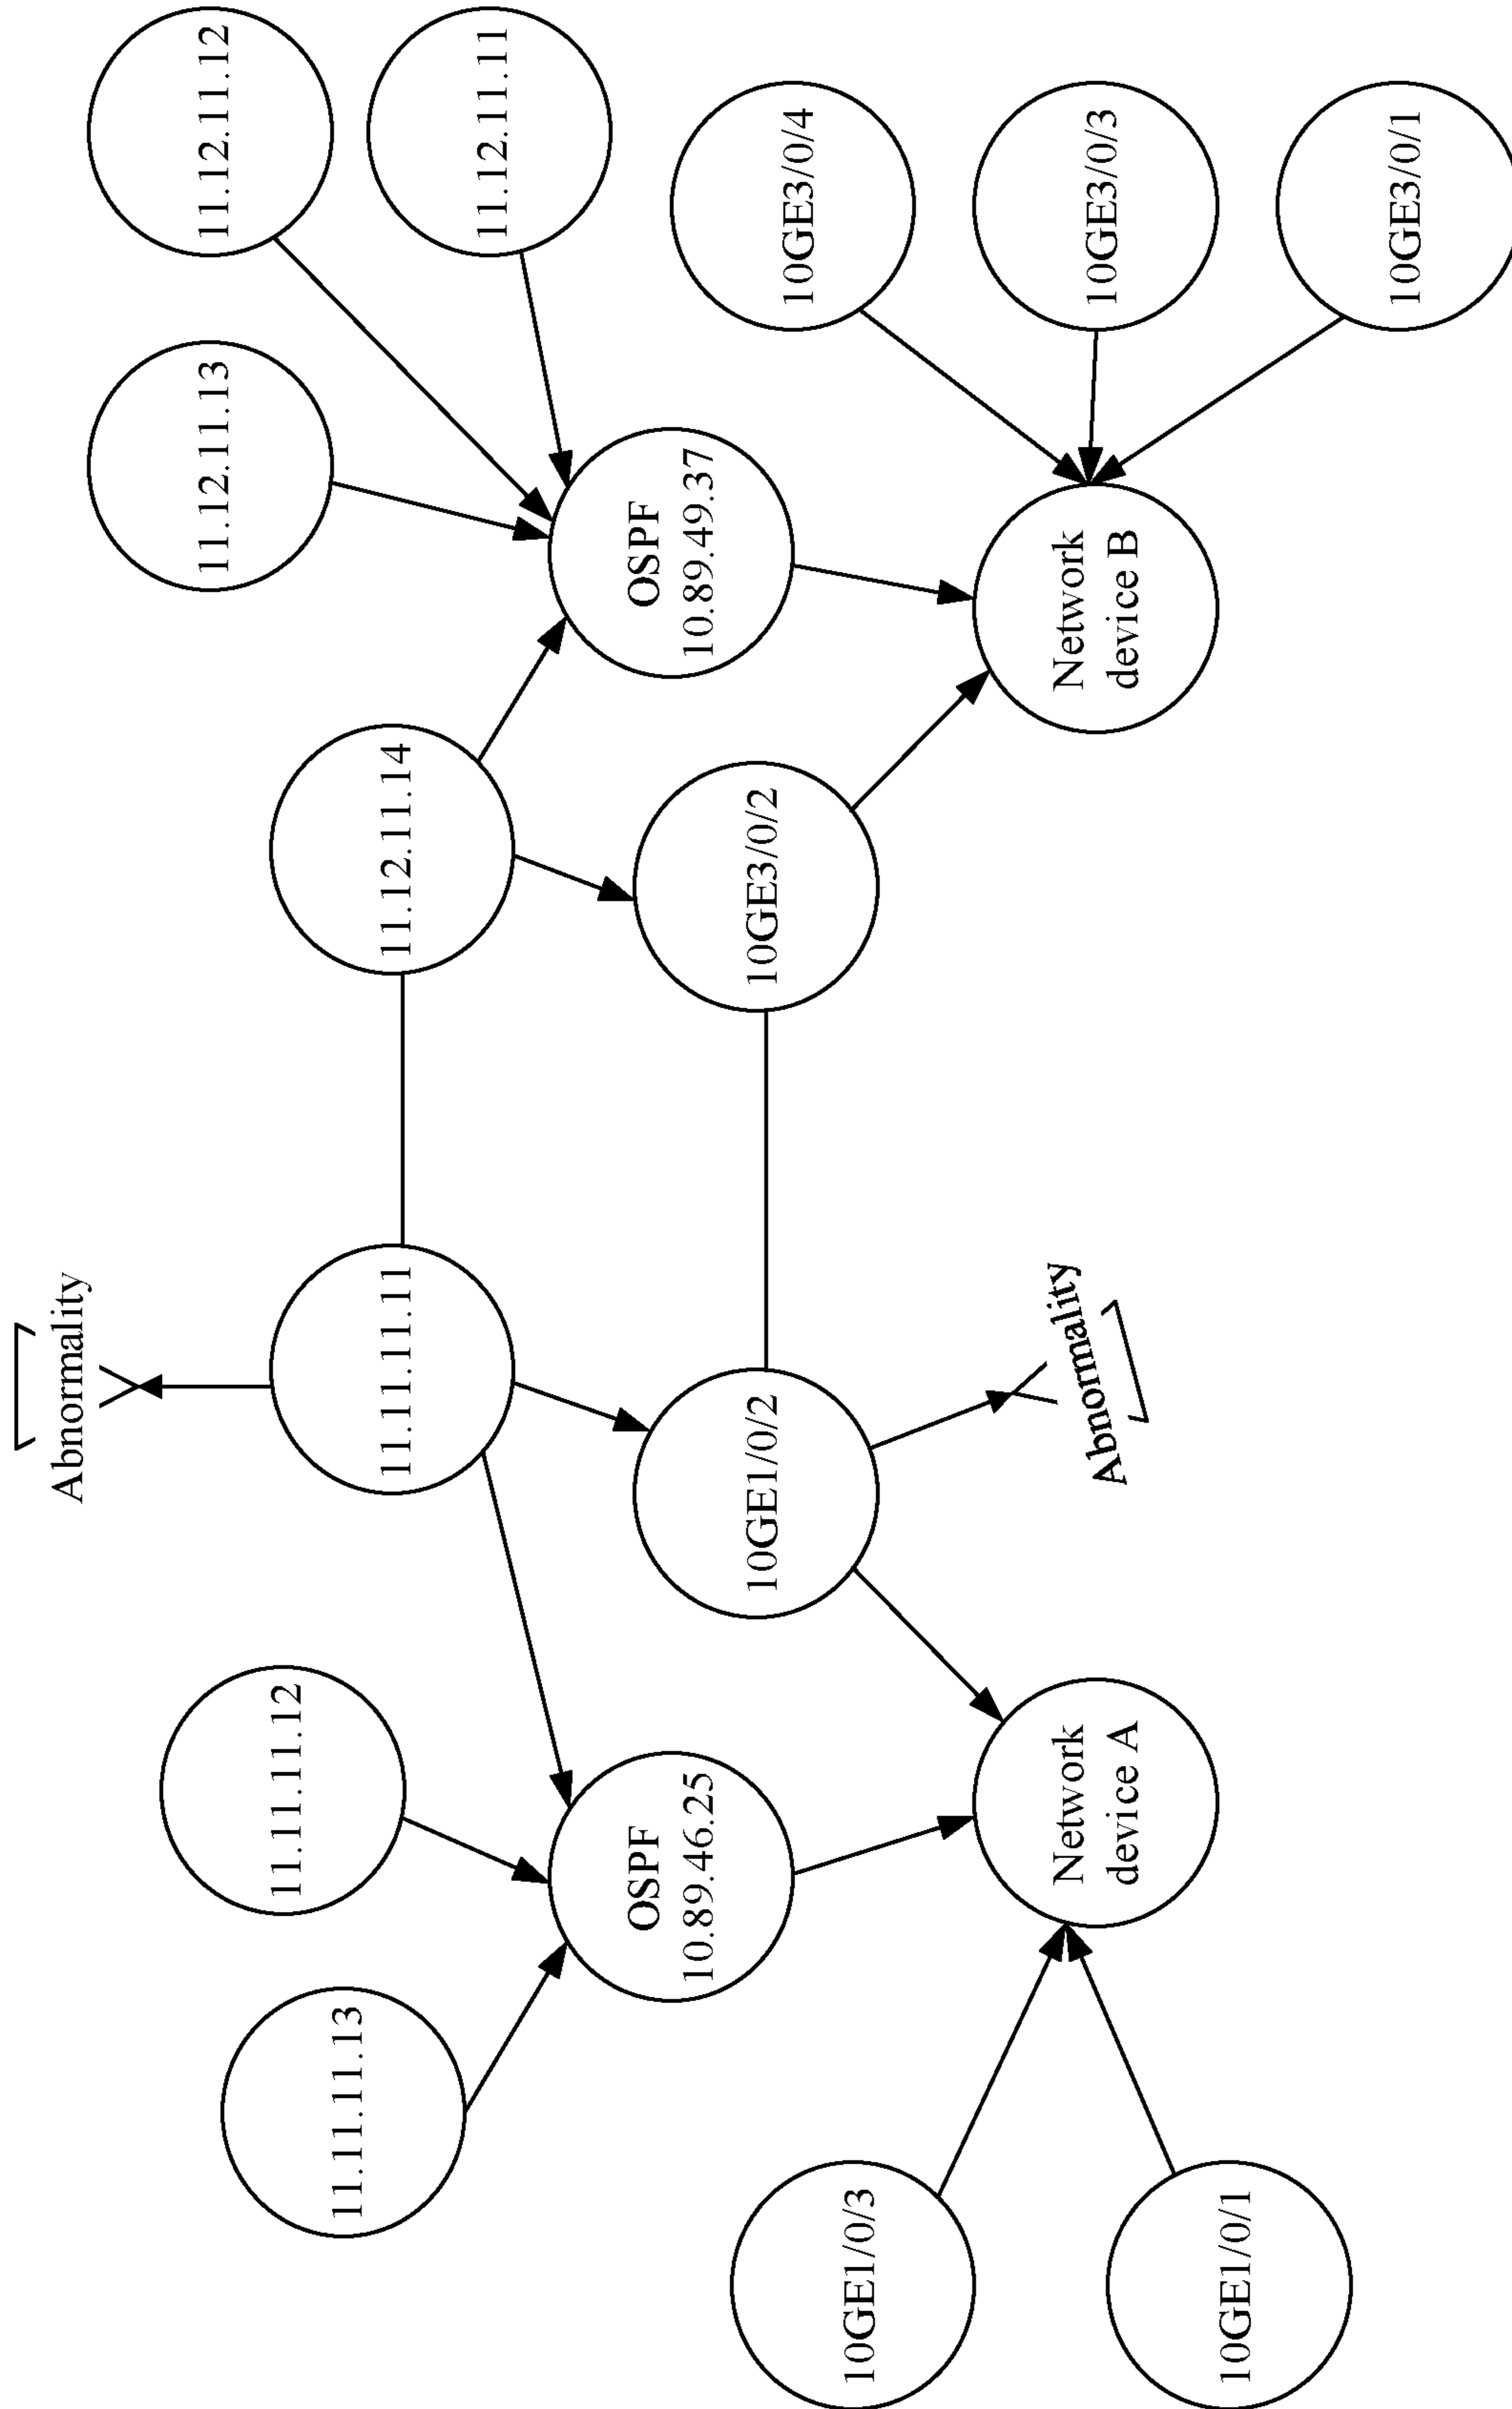 Abnormality
11.12.11.12
11.12.11.13
11.11.11.12
11.11.11.13
11.11.11.11
11.12.11.14
11.12.11.11
OSPF
10.89.46.25
OSPF
10.89.49.37
10GE1/0/2
10GE3/0/2
10GE3/0/4
10GE1/0/3
Network
device A
Abnormality
Network
device B
10GE3/0/3
10GE1/0/1
10GE3/0/1